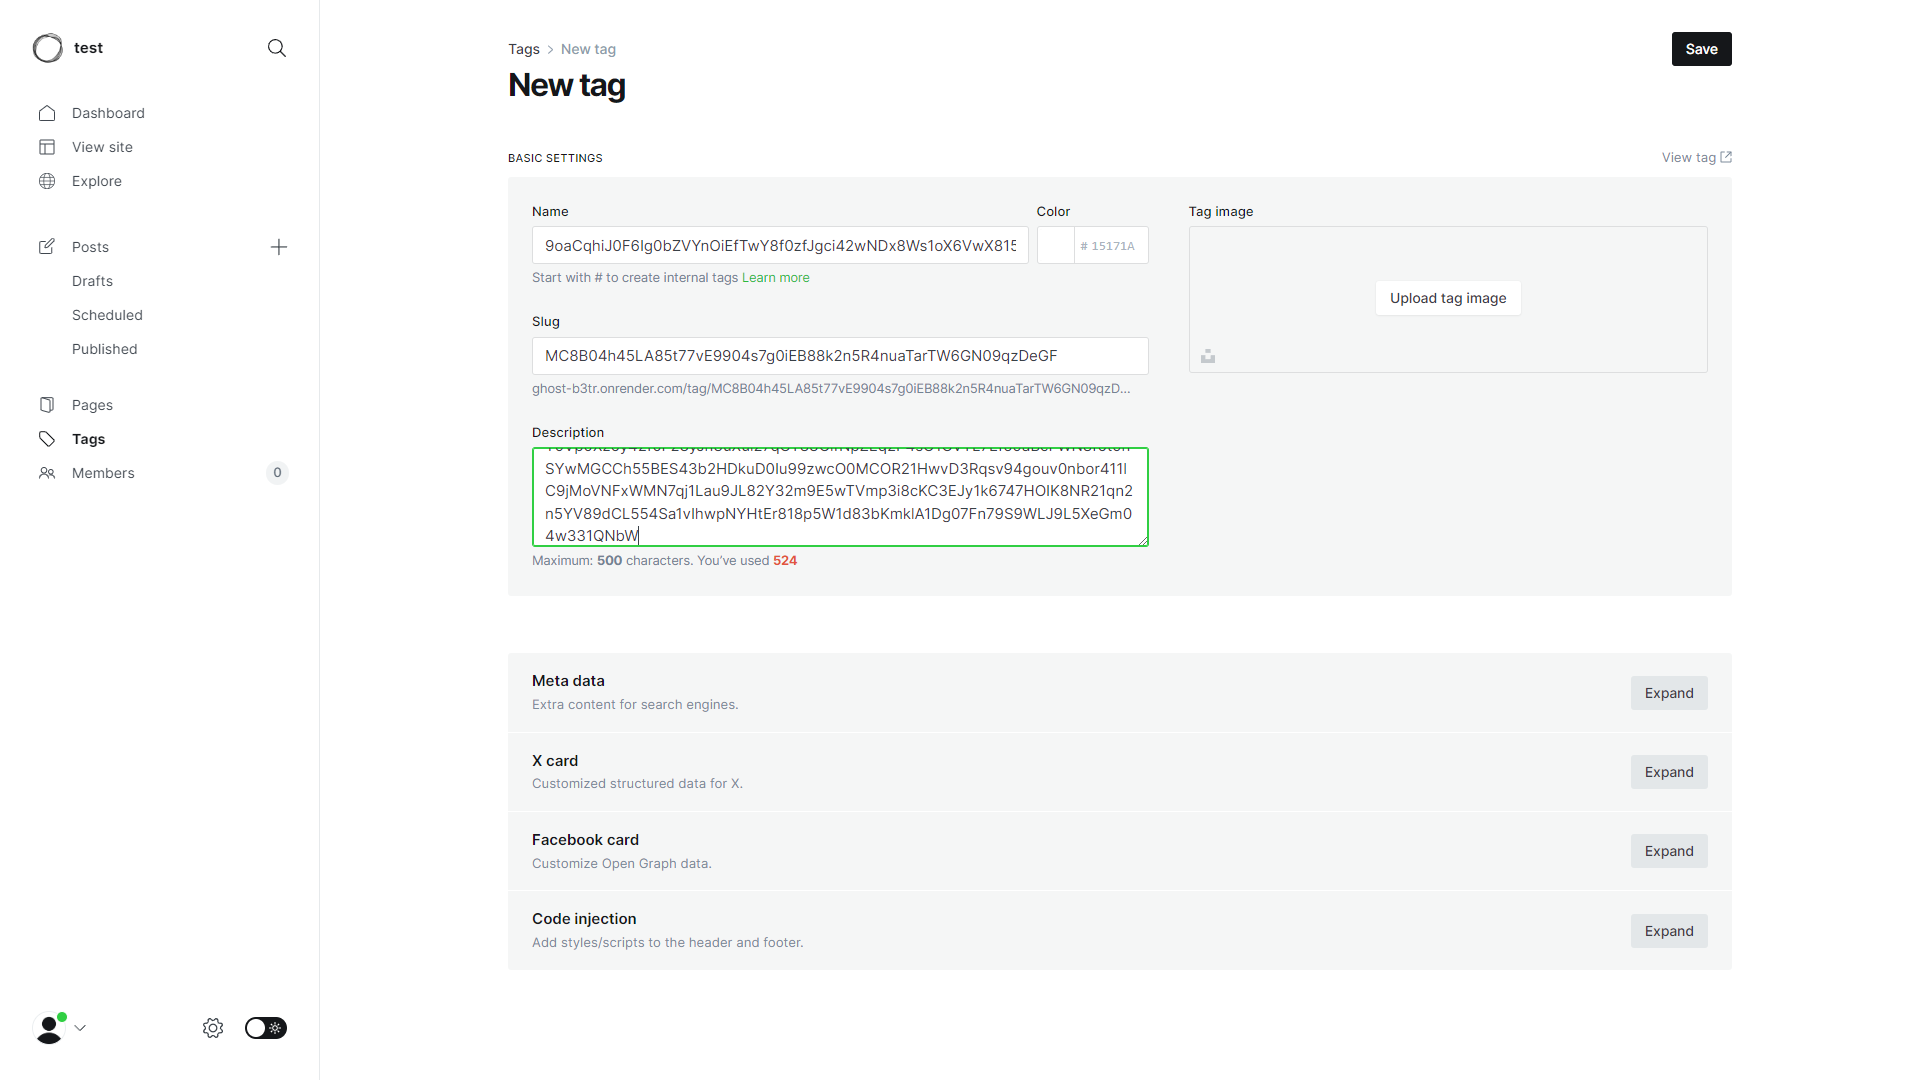 test
Dashboard
View site
Explore
Posts
Drafts
Scheduled
Published
Pages
Tags
Members
0
Tags > New tag
Save
New tag
BASIC SETTINGS
View tag
Name
Color
Tag image
9oaCqhiJ0F6Ig0bZVYnOiEfTwY8f0zfJgci42wNDx8Ws1oX6VwX815
# 15171A
Start with # to create internal tags Learn more
Upload tag image
Slug
MC8B04h45LA85t77vE9904s7g0iEB88k2n5R4nuaTarTW6GN09qzDeGF
ghost-b3tr.onrender.com/tag/MC8B04h45LA85t77vE9904s7g0iEB88k2n5R4nuaTarTW6GN09qzD...
Description
SYwMGCCh55BES43b2HDkuD0lu99zwcO0MCOR21HwvD3Rqsv94gouv0nbor411l
C9jMoVNFxWMN7qj1Lau9JL82Y32m9E5wTVmp3i8cKC3EJy1k6747HOIK8NR21qn2
n5YV89dCL554Sa1vIhwpNYHtEr818p5W1d83bKmklA1Dg07Fn79S9WLJ9L5XeGm0
4w331QNbW
Maximum: 500 characters. You've used 524
Meta data
Extra content for search engines.
Expand
X card
Customized structured data for X.
Expand
Facebook card
Customize Open Graph data.
Expand
Code injection
Add styles/scripts to the header and footer.
Expand